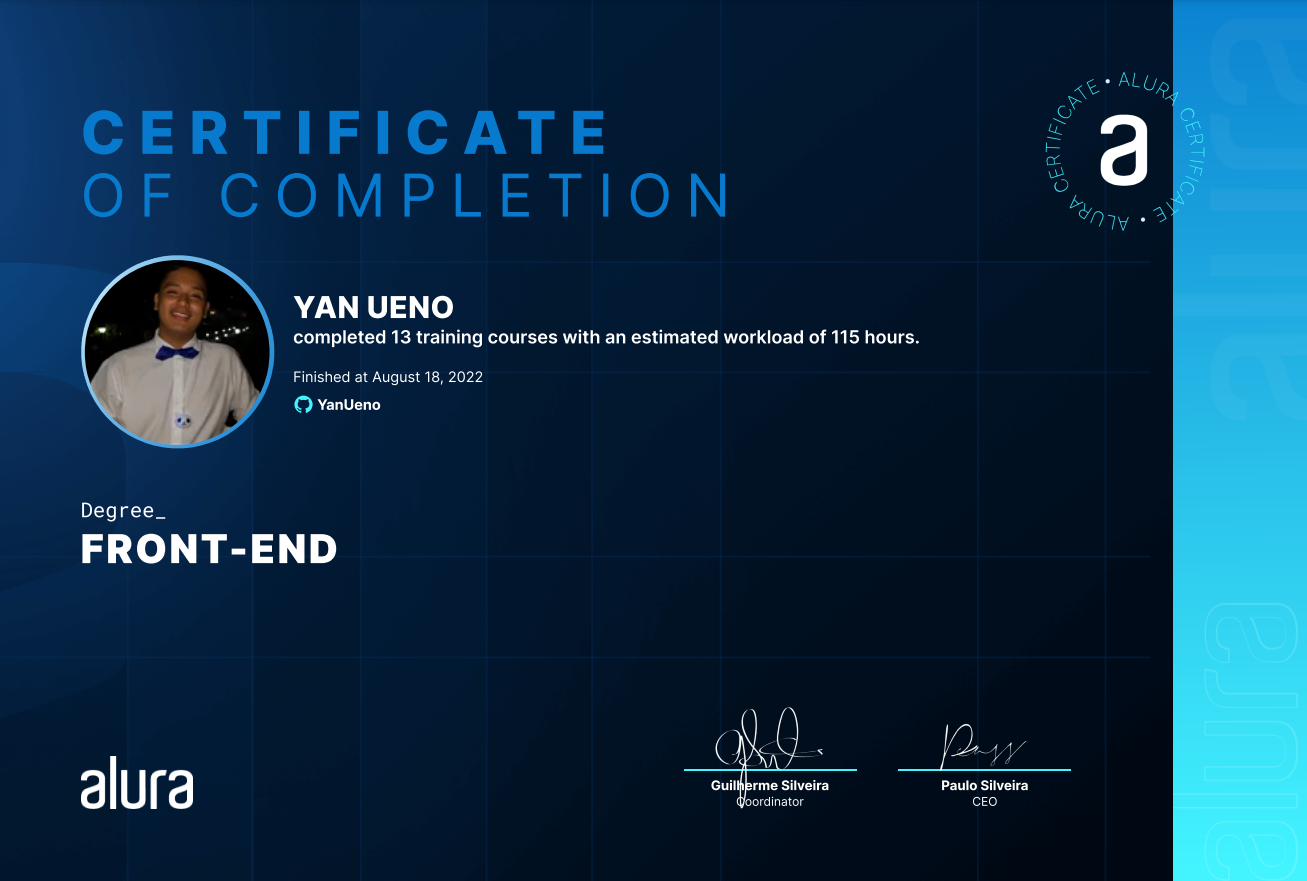 CERTIFICATE
OF COMPLETION
ALURA CERTIFICATE • ALURA CERTIFICATE •
a
YAN UENO
completed 13 training courses with an estimated workload of 115 hours.
Finished at August 18, 2022
YanUeno
Degree_
FRONT-END
alura
Guilherme Silveira
Coordinator
Paulo Silveira
CEO
alura
alura
alura